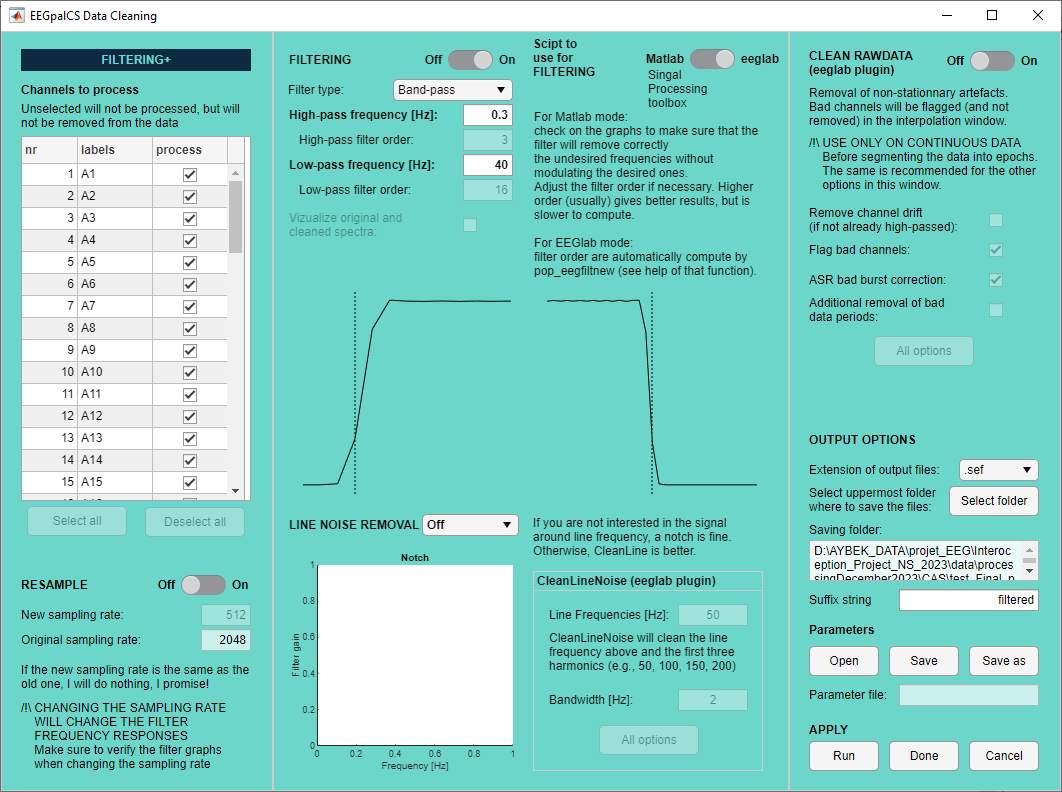 EEGpalCS Data Cleaning
FILTERING+
Channels to process
Unselected will not be processed, but will
not be removed from the data
nr labels process
1 A1
2 A2
3 A3
4 A4
5 A5
6 A6
7 A7
8 A8
9 A9
10 A10
11 A11
12 A12
13 A13
14 A14
15 A15
Select all Deselect all
RESAMPLE Off On
New sampling rate: 512
Original sampling rate: 2048
If the new sampling rate is the same as the
old one, I will do nothing, I promise!
/!\ CHANGING THE SAMPLING RATE
WILL CHANGE THE FILTER
FREQUENCY RESPONSES
Make sure to verify the filter graphs
when changing the sampling rate
FILTERING Off On
Filter type: Band-pass
High-pass frequency [Hz]: 0.3
High-pass filter order: 3
Low-pass frequency [Hz]: 40
Low-pass filter order: 16
Vizualize original and
cleaned spectra:
Scipt to
use for
FILTERING
Matlab eeglab
Singal
Processing
toolbox
For Matlab mode:
check on the graphs to make sure that the
filter will remove correctly
the undesired frequencies without
modulating the desired ones.
Adjust the filter order if necessary. Higher
order (usually) gives better results, but is
slower to compute.
For EEGlab mode:
filter order are automatically compute by
pop_eegfiltnew (see help of that function).
LINE NOISE REMOVAL Off
If you are not interested in the signal
around line frequency, a notch is fine.
Otherwise, CleanLine is better.
Notch
1
0.8
0.6
0.4
0.2
0
Filter gain
0 0.2 0.4 0.6 0.8 1
Frequency [Hz]
CleanLineNoise (eeglab plugin)
Line Frequencies [Hz]: 50
CleanLineNoise will clean the line
frequency above and the first three
harmonics (e.g., 50, 100, 150, 200)
Bandwidth [Hz]: 2
All options
CLEAN RAWDATA
(eeglab plugin)
Off On
Removal of non-stationnary artefacts.
Bad channels will be flagged (and not
removed) in the interpolation window.
/!\ USE ONLY ON CONTINUOUS DATA
Before segmenting the data into epochs.
The same is recommended for the other
options in this window.
Remove channel drift
(if not already high-passed):
Flag bad channels:
ASR bad burst correction:
Additional removal of bad
data periods:
All options
OUTPUT OPTIONS
Extension of output files: .sef
Select uppermost folder
where to save the files:
Select folder
Saving folder:
D:\AYBEK_DATA\projet_EEG\Interoc
eption_Project_NS_2023\data\proces
singDecember2023\CAS\test_Final_n
Suffix string filtered
Parameters
Open Save Save as
Parameter file:
APPLY
Run Done Cancel